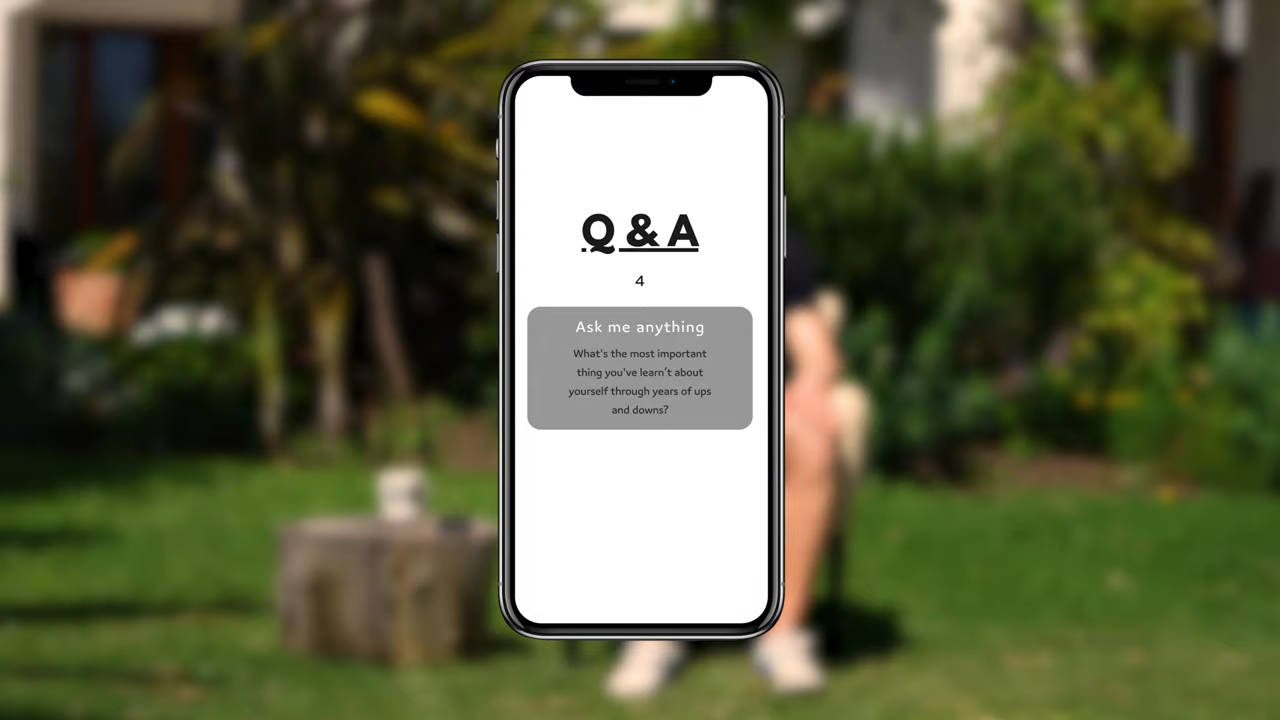 Q & A
4
Ask me anything
What's the most important
thing you've learn't about
yourself through years of ups
and downs?